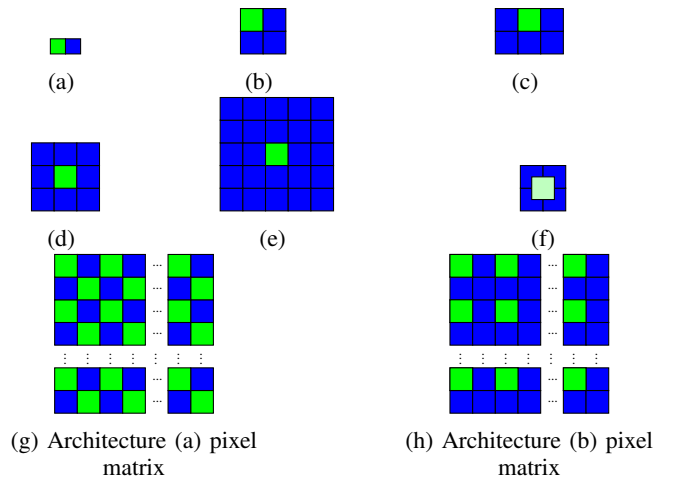 (a)
(b)
(c)
(d)
(e)
(f)
(g) Architecture (a) pixel
matrix
(h) Architecture (b) pixel
matrix